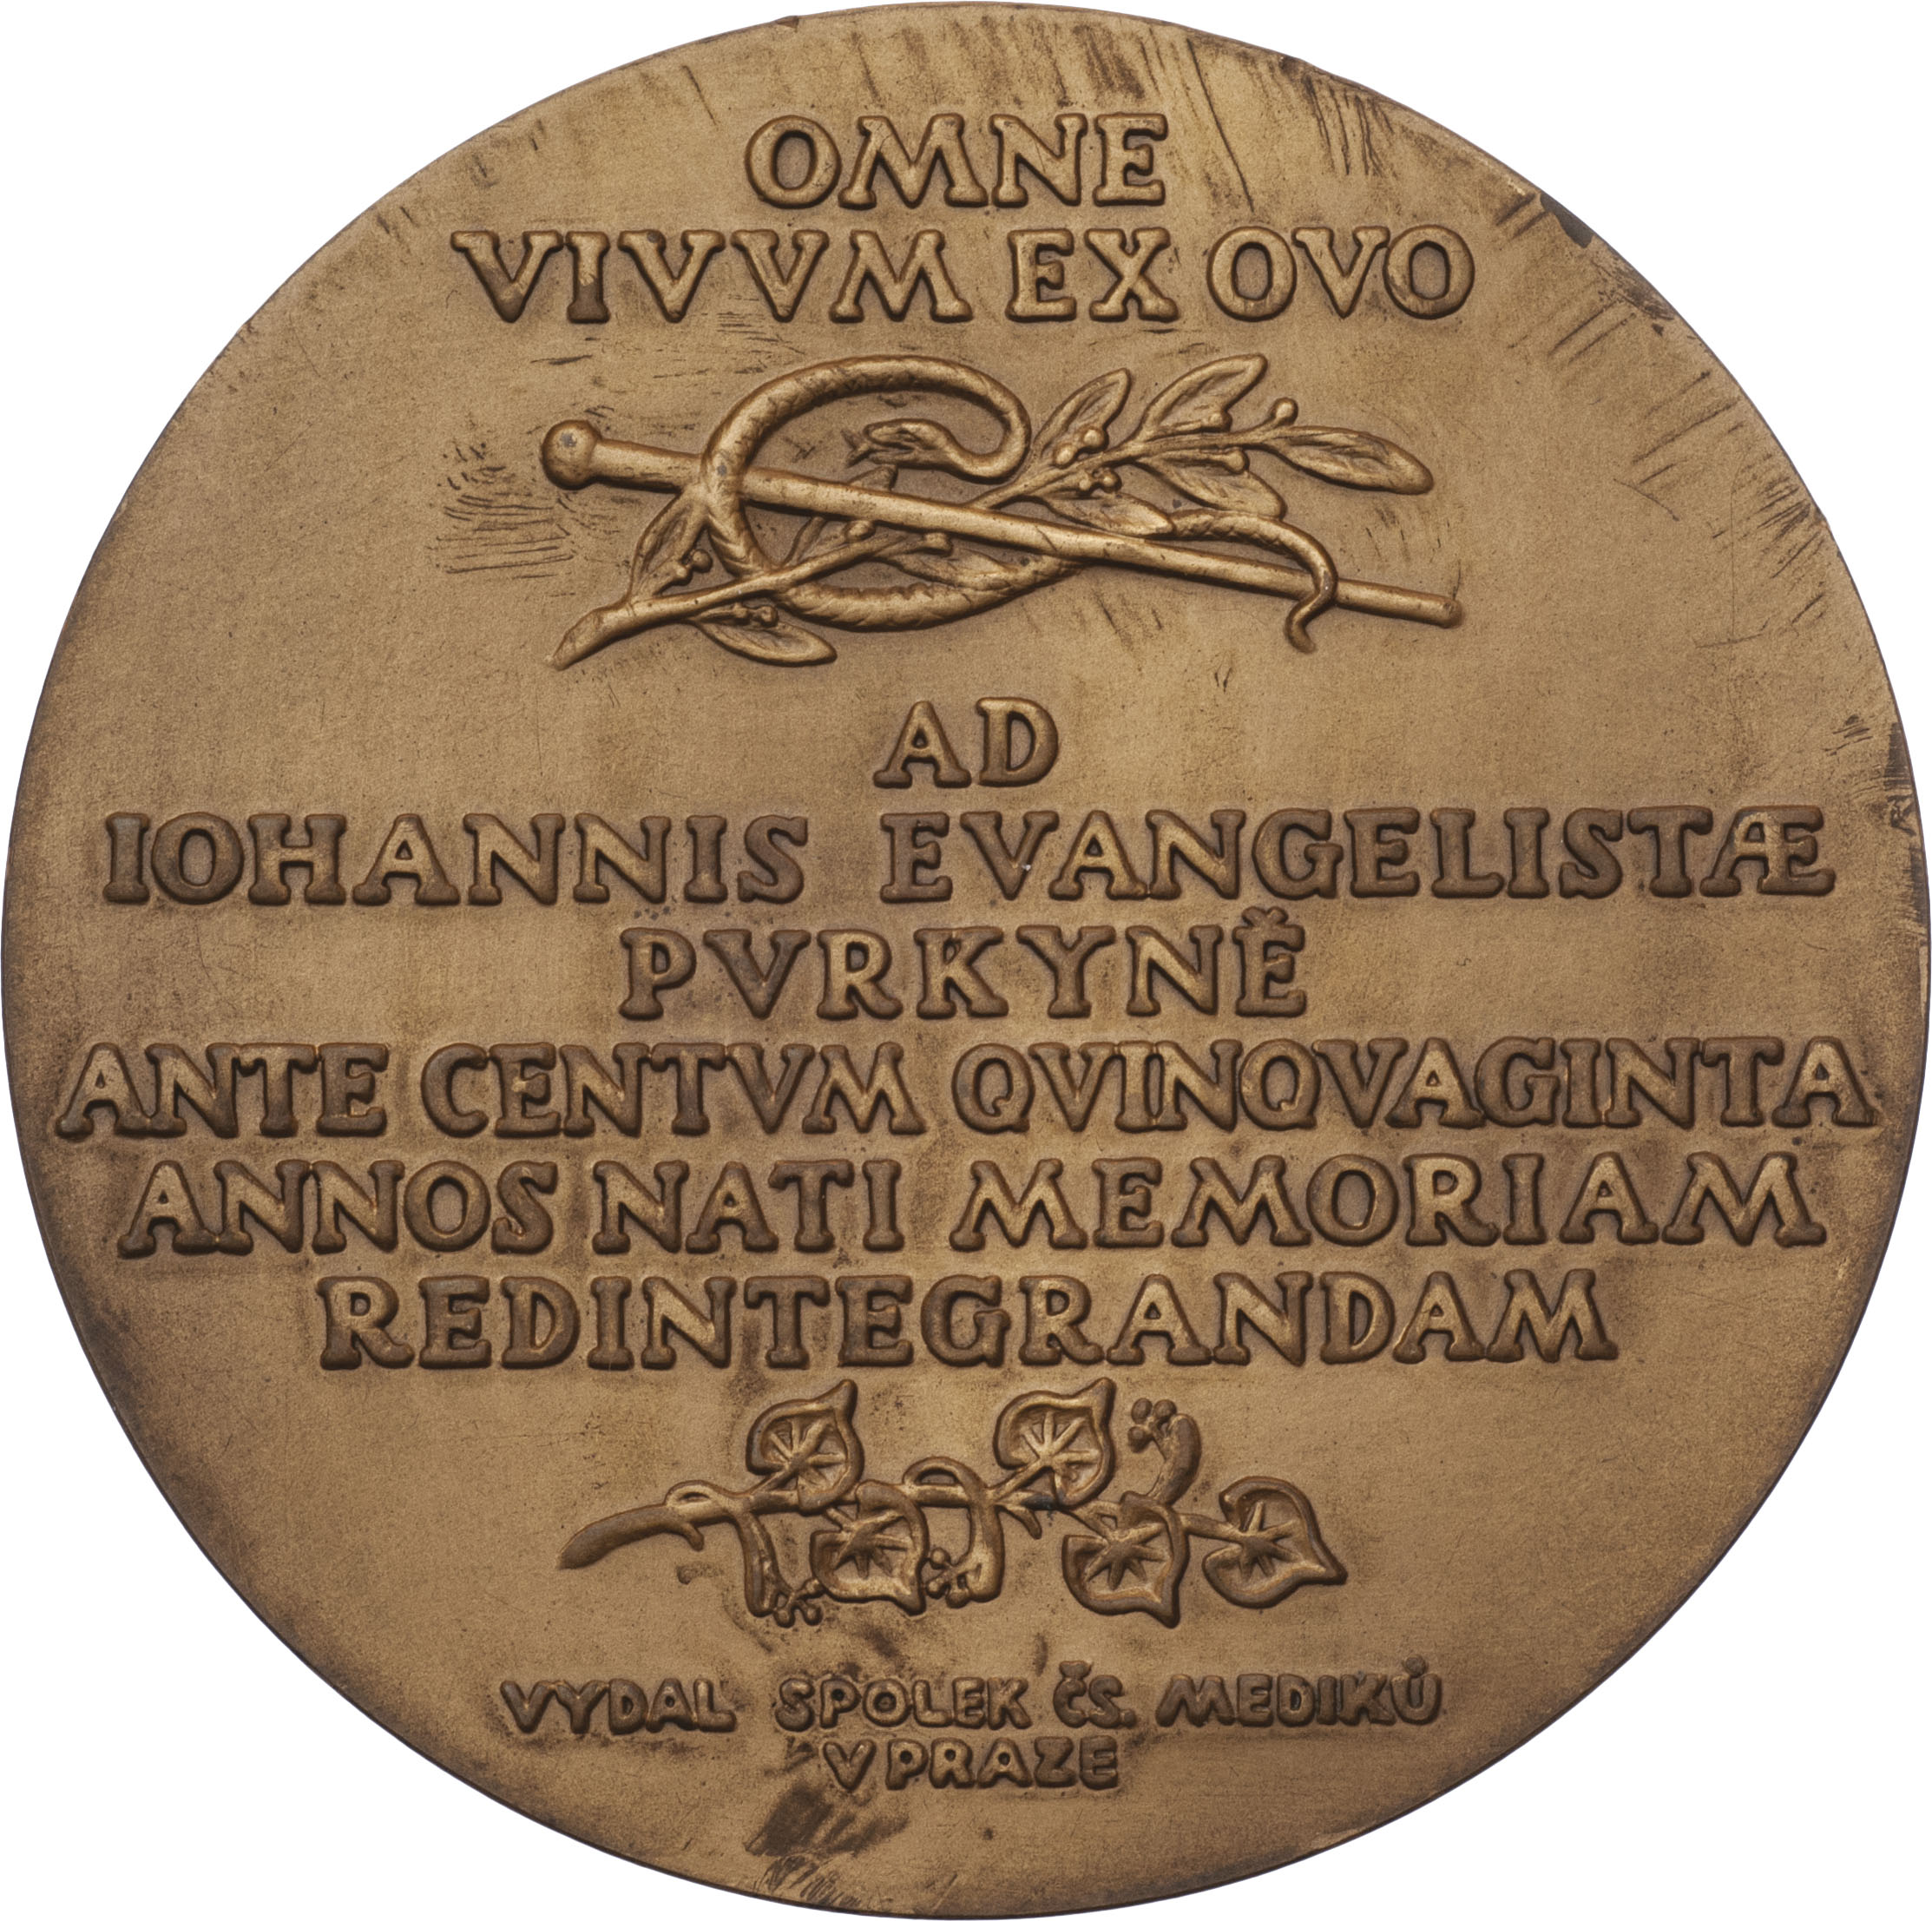 OMNE
VIVVM EX OVO
AD
IOHANNIS EVANGELISTÆ
PVRKYNĚ
ANTE CENTVM QVINQVAGINTA
ANNOS NATI MEMORIAM
REDINTEGRANDAM
VYDAL SPOLEK ČS. MEDIKŮ
V PRAZE